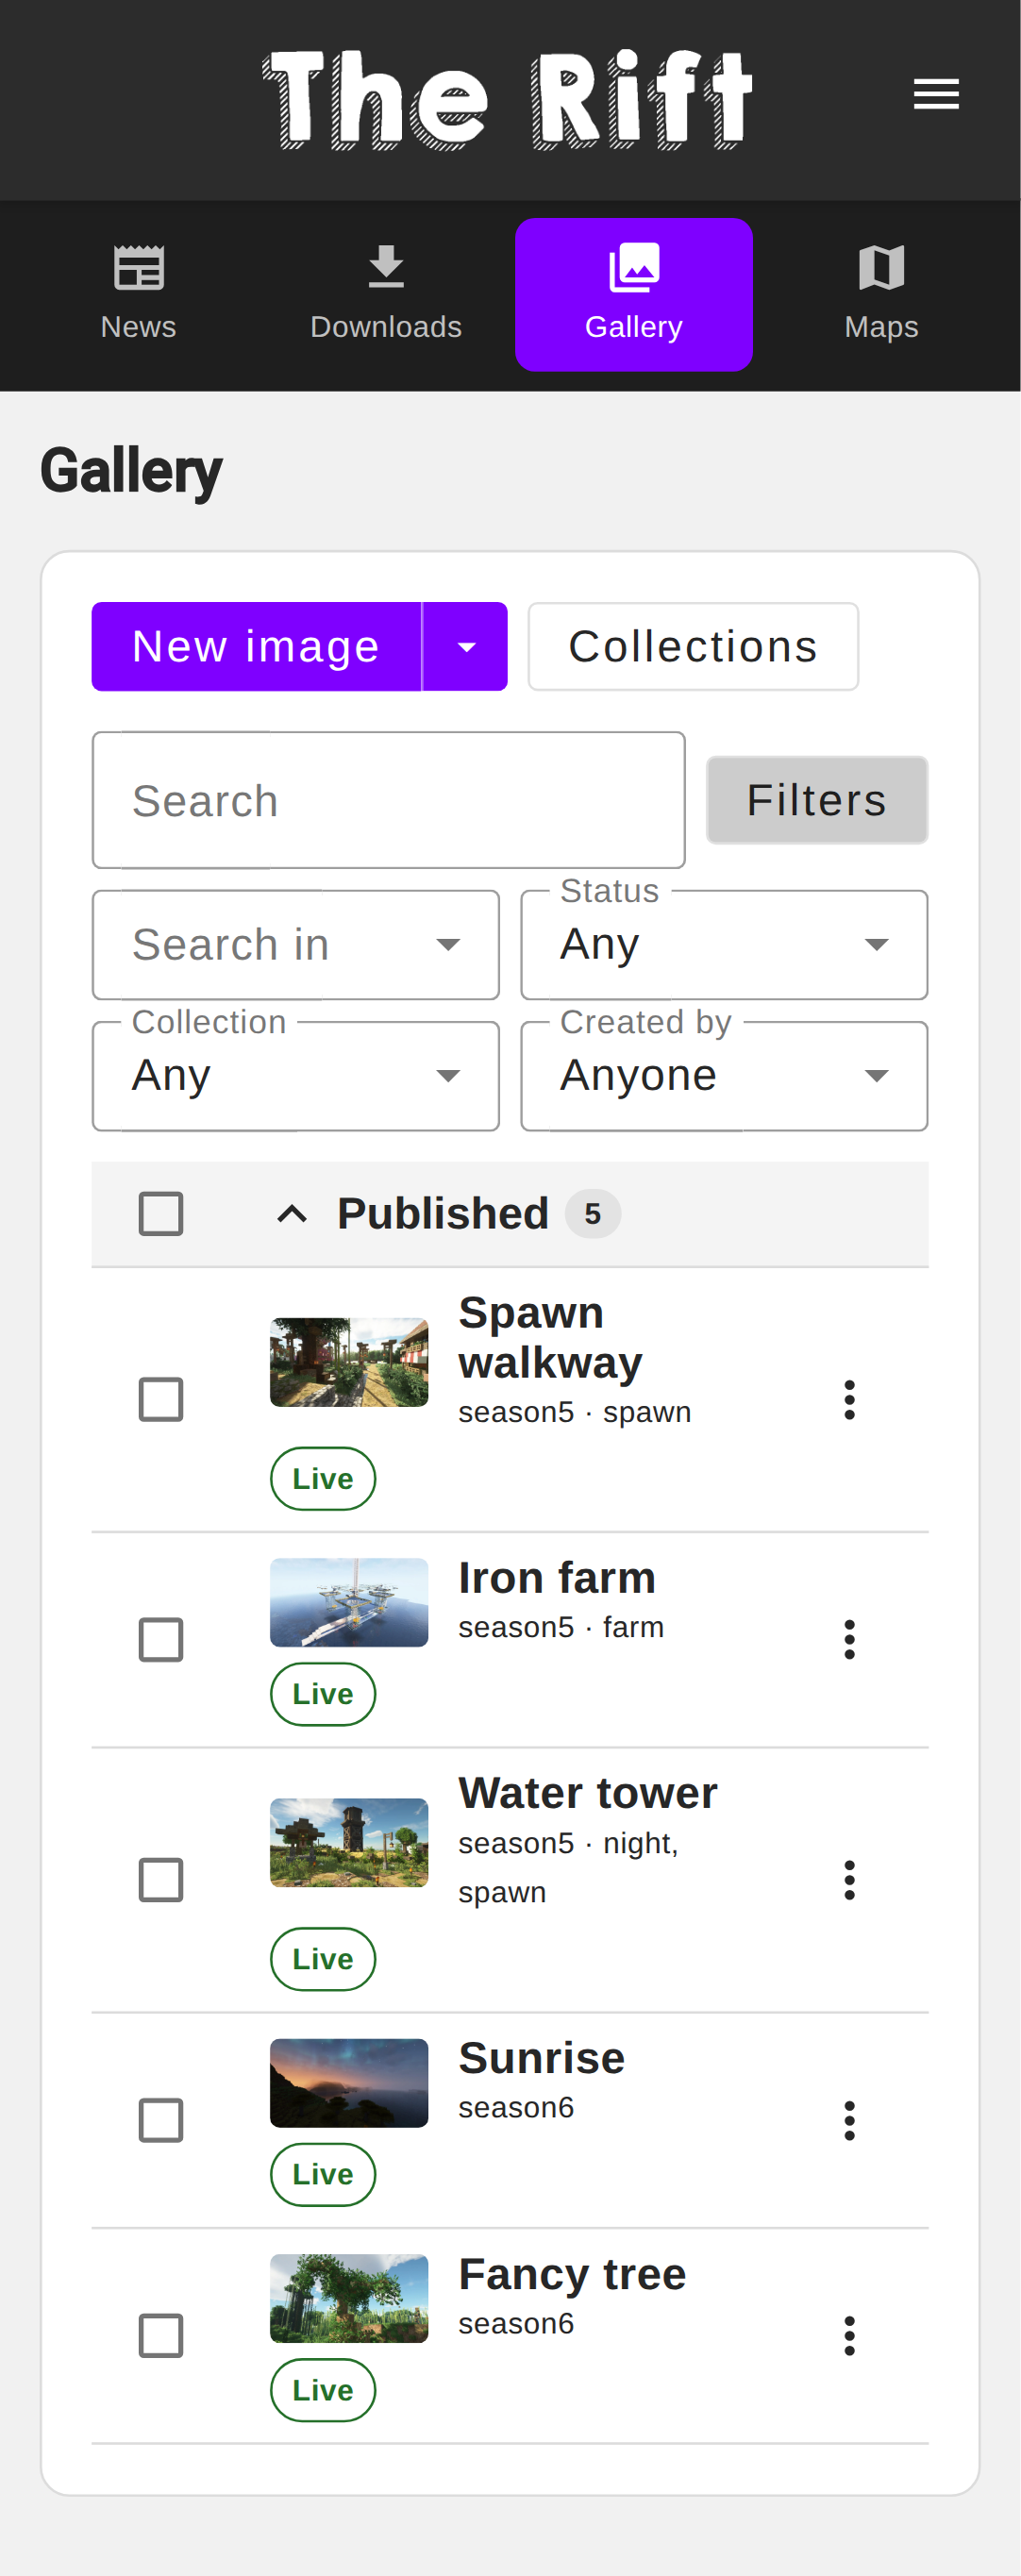 The Rift
News Downloads Gallery Maps
Gallery
New image Collections
Search Filters
Status
Search in Any
Collection Created by
Any Anyone
Published 5
Spawn
walkway
season5 · spawn
Live
Iron farm
season5 · farm
Live
Water tower
season5 · night,
spawn
Live
Sunrise
season6
Live
Fancy tree
season6
Live